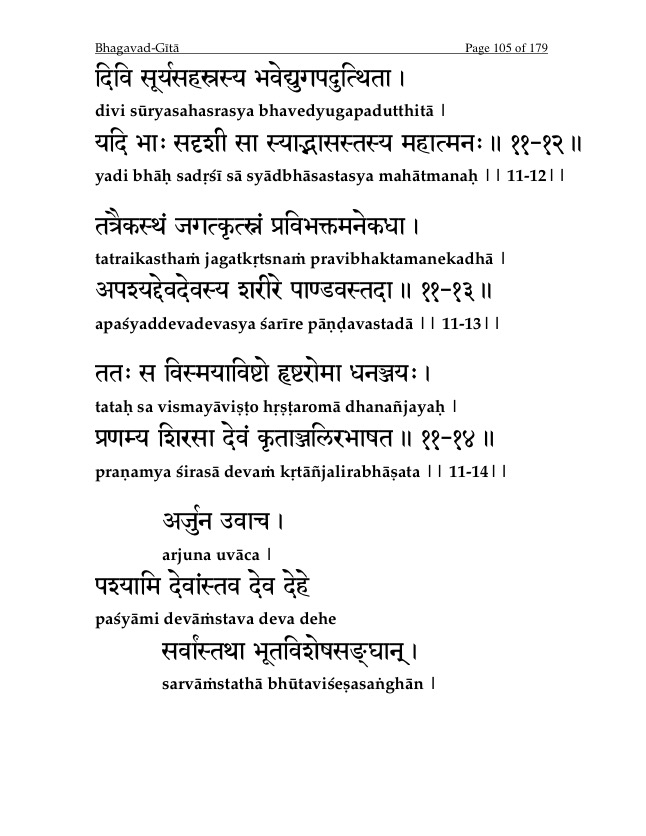 Bhagavad-Gītā Page 105 of 179
दिवि सूर्यसहस्रस्य भवेद्युगपदुत्थिता ।
divi sūryasahasrasya bhavedyugapadutthitā |
यदि भाः सदृशी सा स्याद्भासस्तस्य महात्मनः ॥ ११-१२ ॥
yadi bhāḥ sadṛśī sā syādbhāsastasya mahātmanaḥ || 11-12||
तत्रैकस्थं जगत्कृत्स्नं प्रविभक्तमनेकधा ।
tatraikasthaṁ jagatkṛtsnaṁ pravibhaktamanekadhā |
अपश्यद्देवदेवस्य शरीरे पाण्डवस्तदा ॥ ११-१३ ॥
apaśyaddevadevasya śarīre pāṇḍavastadā || 11-13||
ततः स विस्मयाविष्टो हृष्टरोमा धनञ्जयः ।
tataḥ sa vismayāviṣṭo hṛṣṭaromā dhanañjayaḥ |
प्रणम्य शिरसा देवं कृताञ्जलिरभाषत ॥ ११-१४ ॥
praṇamya śirasā devaṁ kṛtāñjalirabhāṣata || 11-14||
अर्जुन उवाच ।
arjuna uvāca |
पश्यामि देवांस्तव देव देहे
paśyāmi devāṁstava deva dehe
सर्वांस्तथा भूतविशेषसङ्घान् ।
sarvāṁstathā bhūtaviśeṣasaṅghān |